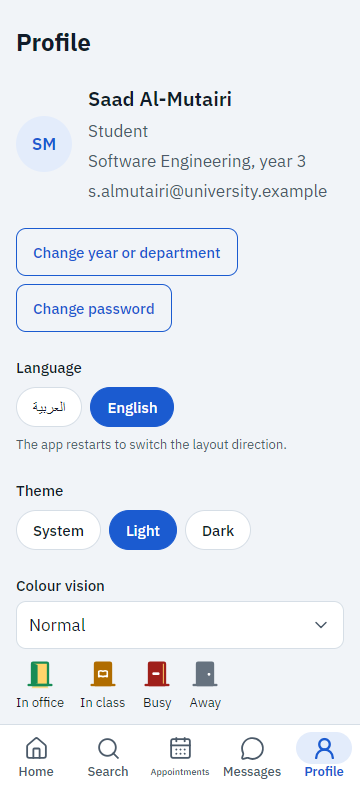 Profile
SM
Saad Al-Mutairi
Student
Software Engineering, year 3
s.almutairi@university.example
Change year or department
Change password
Language
العربية
English
The app restarts to switch the layout direction.
Theme
System
Light
Dark
Colour vision
Normal
In office
In class
Busy
Away
Home
Search
Appointments
Messages
Profile